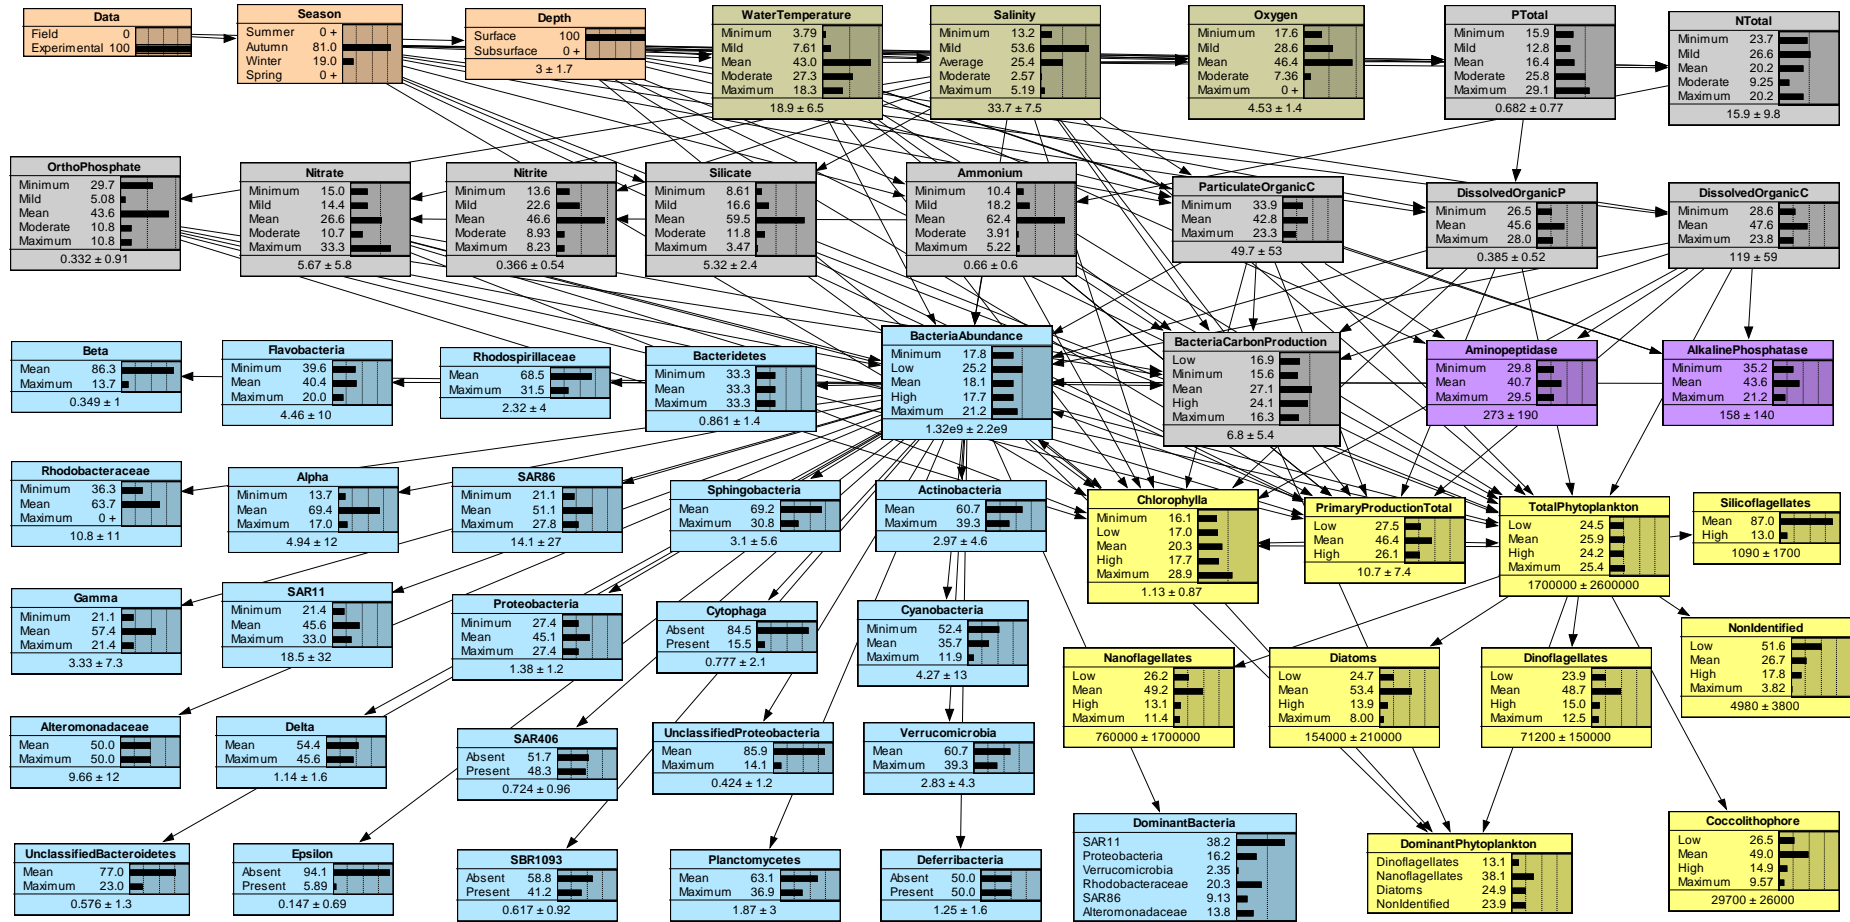 Data
Field 0
Experimental 100
Season
Summer 0 +
Autumn 81.0
Winter 19.0
Spring 0 +
Depth
Surface 100
Subsurface 0 +
3 ± 1.7
WaterTemperature
Minimum 3.79
Mild 7.61
Mean 43.0
Moderate 27.3
Maximum 18.3
18.9 ± 6.5
Salinity
Minimum 13.2
Mild 53.6
Average 25.4
Moderate 2.57
Maximum 5.19
33.7 ± 7.5
Oxygen
Minimum 17.6
Mild 28.6
Mean 46.4
Moderate 7.36
Maximum 0 +
4.53 ± 1.4
PTotal
Minimum 15.9
Mild 12.8
Mean 16.4
Moderate 25.8
Maximum 29.1
0.682 ± 0.77
NTotal
Minimum 23.7
Mild 26.6
Mean 20.2
Moderate 9.25
Maximum 20.2
15.9 ± 9.8
OrthoPhosphate
Minimum 29.7
Mild 5.08
Mean 43.6
Moderate 10.8
Maximum 10.8
0.332 ± 0.91
Nitrate
Minimum 15.0
Mild 14.4
Mean 26.6
Moderate 10.7
Maximum 33.3
5.67 ± 5.8
Nitrite
Minimum 13.6
Mild 22.6
Mean 46.6
Moderate 8.93
Maximum 8.23
0.366 ± 0.54
Silicate
Minimum 8.61
Mild 16.6
Mean 59.5
Moderate 11.8
Maximum 3.47
5.32 ± 2.4
Ammonium
Minimum 10.4
Mild 18.2
Mean 62.4
Moderate 3.91
Maximum 5.22
0.66 ± 0.6
ParticulateOrganicC
Minimum 33.9
Mean 42.8
Maximum 23.3
49.7 ± 53
DissolvedOrganicP
Minimum 26.5
Mean 45.6
Maximum 28.0
0.385 ± 0.52
DissolvedOrganicC
Minimum 28.6
Mean 47.6
Maximum 23.8
119 ± 59
Beta
Mean 86.3
Maximum 13.7
0.349 ± 1
Flavobacteria
Minimum 39.6
Mean 40.4
Maximum 20.0
4.46 ± 10
Rhodospirillaceae
Mean 68.5
Maximum 31.5
2.32 ± 4
Bacteridetes
Minimum 33.3
Mean 33.3
Maximum 33.3
0.861 ± 1.4
BacteriaAbundance
Minimum 17.8
Low 25.2
Mean 18.1
High 17.7
Maximum 21.2
1.32e9 ± 2.2e9
BacteriaCarbonProduction
Low 16.9
Minimum 15.6
Mean 27.1
High 24.1
Maximum 16.3
6.8 ± 5.4
Aminopeptidase
Minimum 29.8
Mean 40.7
Maximum 29.5
273 ± 190
AlkalinePhosphatase
Minimum 35.2
Mean 43.6
Maximum 21.2
158 ± 140
Rhodobacteraceae
Minimum 36.3
Mean 63.7
Maximum 0 +
10.8 ± 11
Alpha
Minimum 13.7
Mean 69.4
Maximum 17.0
4.94 ± 12
SAR86
Minimum 21.1
Mean 51.1
Maximum 27.8
14.1 ± 27
Sphingobacteria
Mean 69.2
Maximum 30.8
3.1 ± 5.6
Actinobacteria
Mean 60.7
Maximum 39.3
2.97 ± 4.6
Chlorophylla
Minimum 16.1
Low 17.0
Mean 20.3
High 17.7
Maximum 28.9
1.13 ± 0.87
PrimaryProductionTotal
Low 27.5
Mean 46.4
High 26.1
10.7 ± 7.4
TotalPhytoplankton
Low 24.5
Mean 25.9
High 24.2
Maximum 25.4
1700000 ± 2600000
Silicoflagellates
Mean 87.0
High 13.0
1090 ± 1700
Gamma
Minimum 21.1
Mean 57.4
Maximum 21.4
3.33 ± 7.3
SAR11
Minimum 21.4
Mean 45.6
Maximum 33.0
18.5 ± 32
Proteobacteria
Minimum 27.4
Mean 45.1
Maximum 27.4
1.38 ± 1.2
Cytophaga
Absent 84.5
Present 15.5
0.777 ± 2.1
Cyanobacteria
Minimum 52.4
Mean 35.7
Maximum 11.9
4.27 ± 13
Nanoflagellates
Low 26.2
Mean 49.2
High 13.1
Maximum 11.4
760000 ± 1700000
Diatoms
Low 24.7
Mean 53.4
High 13.9
Maximum 8.00
154000 ± 210000
Dinoflagellates
Low 23.9
Mean 48.7
High 15.0
Maximum 12.5
71200 ± 150000
NonIdentified
Low 51.6
Mean 26.7
High 17.8
Maximum 3.82
4980 ± 3800
Alteromonadaceae
Mean 50.0
Maximum 50.0
9.66 ± 12
Delta
Mean 54.4
Maximum 45.6
1.14 ± 1.6
SAR406
Absent 51.7
Present 48.3
0.724 ± 0.96
UnclassifiedProteobacteria
Mean 85.9
Maximum 14.1
0.424 ± 1.2
Verrucomicrobia
Mean 60.7
Maximum 39.3
2.83 ± 4.3
UnclassifiedBacteroidetes
Mean 77.0
Maximum 23.0
0.576 ± 1.3
Epsilon
Absent 94.1
Present 5.89
0.147 ± 0.69
SBR1093
Absent 58.8
Present 41.2
0.617 ± 0.92
Planctomycetes
Mean 63.1
Maximum 36.9
1.87 ± 3
Deferribacteria
Absent 50.0
Present 50.0
1.25 ± 1.6
DominantBacteria
SAR11 38.2
Proteobacteria 16.2
Verrucomicrobia 2.35
Rhodobacteraceae 20.3
SAR86 9.13
Alteromonadaceae 13.8
DominantPhytoplankton
Dinoflagellates 13.1
Nanoflagellates 38.1
Diatoms 24.9
NonIdentified 23.9
Coccolithophore
Low 26.5
Mean 49.0
High 14.9
Maximum 9.57
29700 ± 26000